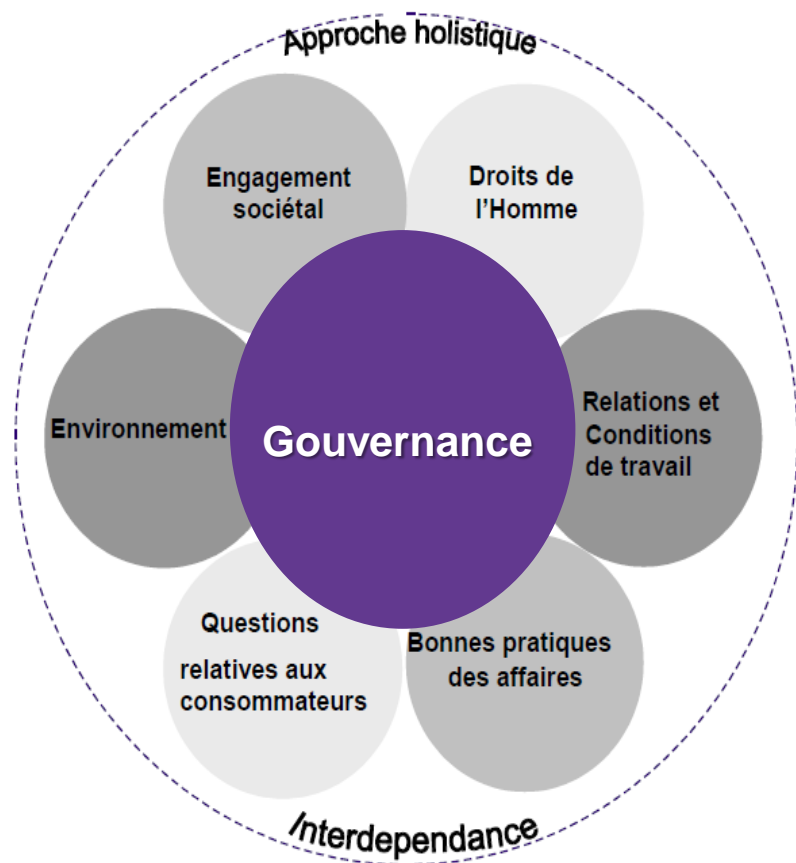 Approche holistique
Engagement
sociétal
Droits de
l'Homme
Environnement
Gouvernance
Relations et
Conditions
de travail
Questions
relatives aux
consommateurs
Bonnes pratiques
des affaires
Interdependance